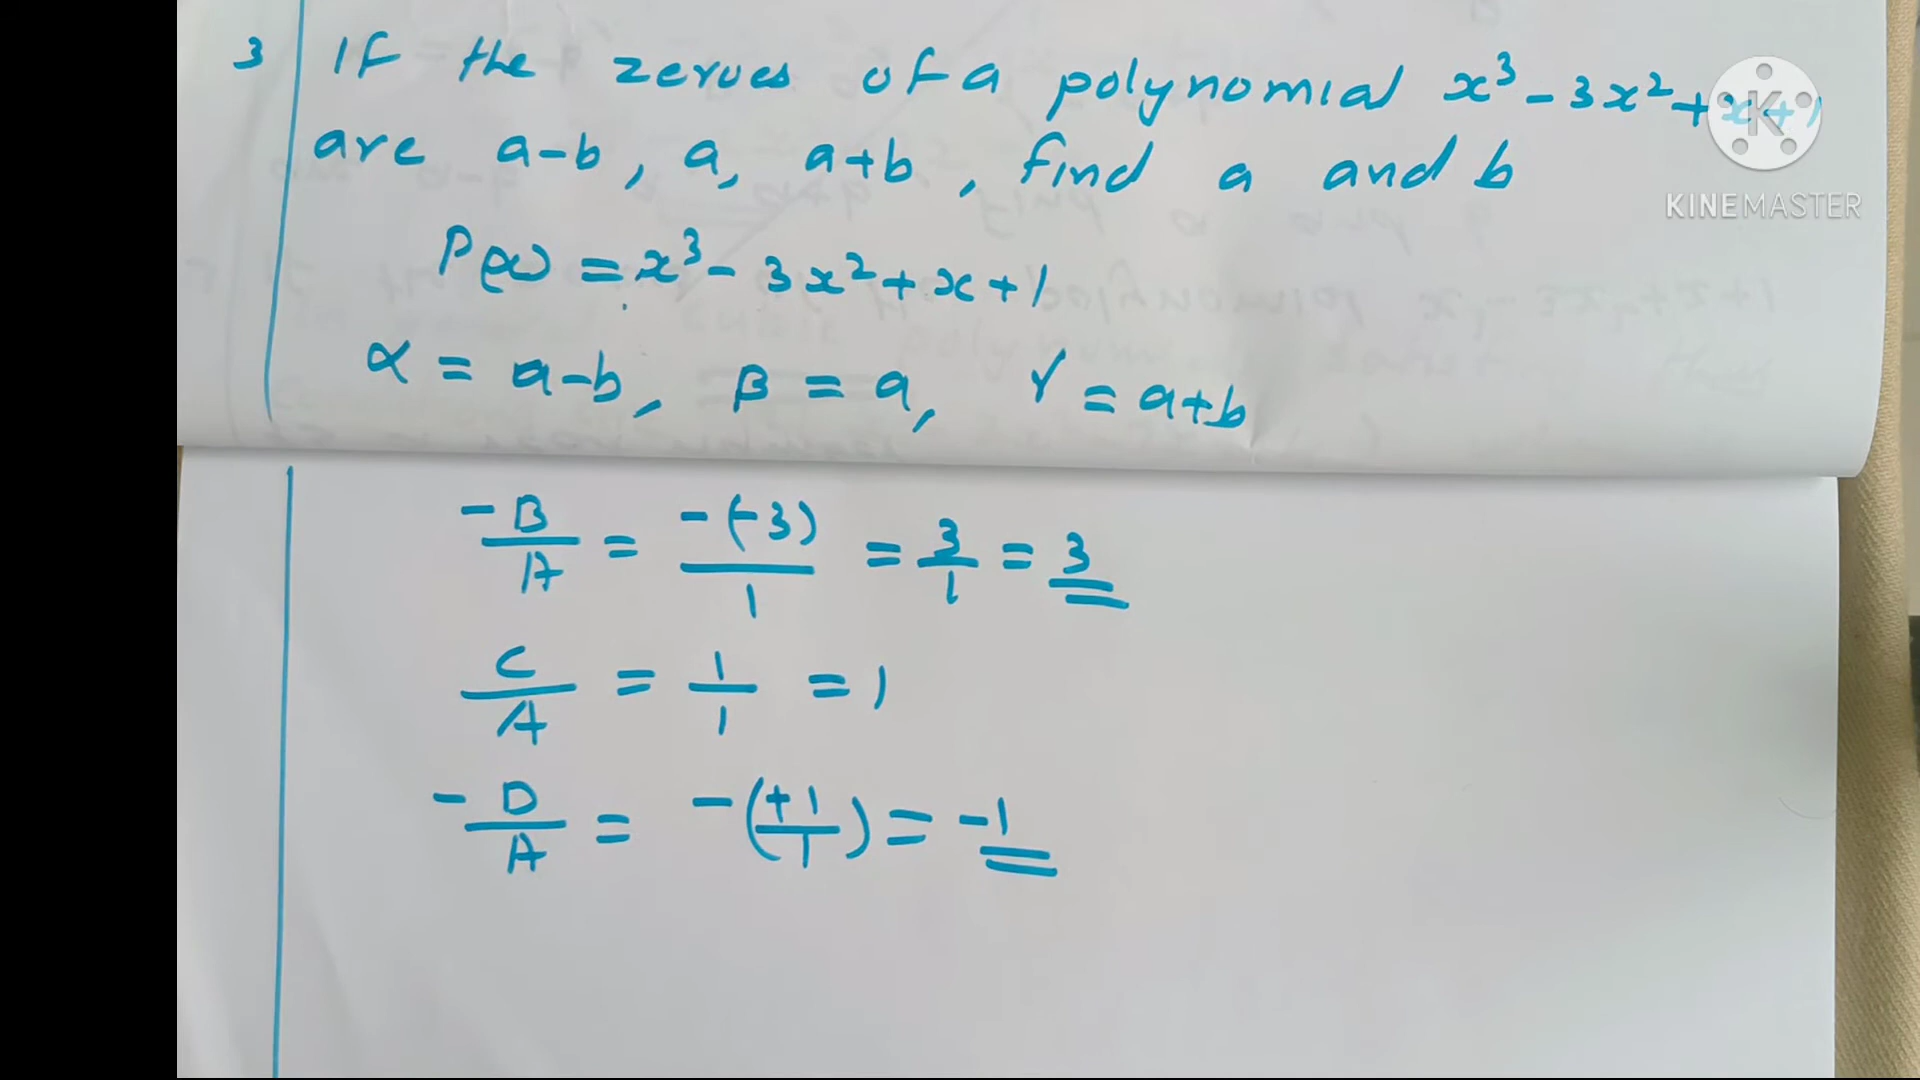 3 If the zeroes of a polynomial x³ - 3x² + x + 1
are a-b, a, a+b, find a and b
P(x) = x³ - 3x² + x + 1
α = a-b, β = a, γ = a+b
-B/A = -(-3)/1 = 3/1 = 3
C/A = 1/1 = 1
-D/A = -(+1/1) = -1
K
KINEMASTER